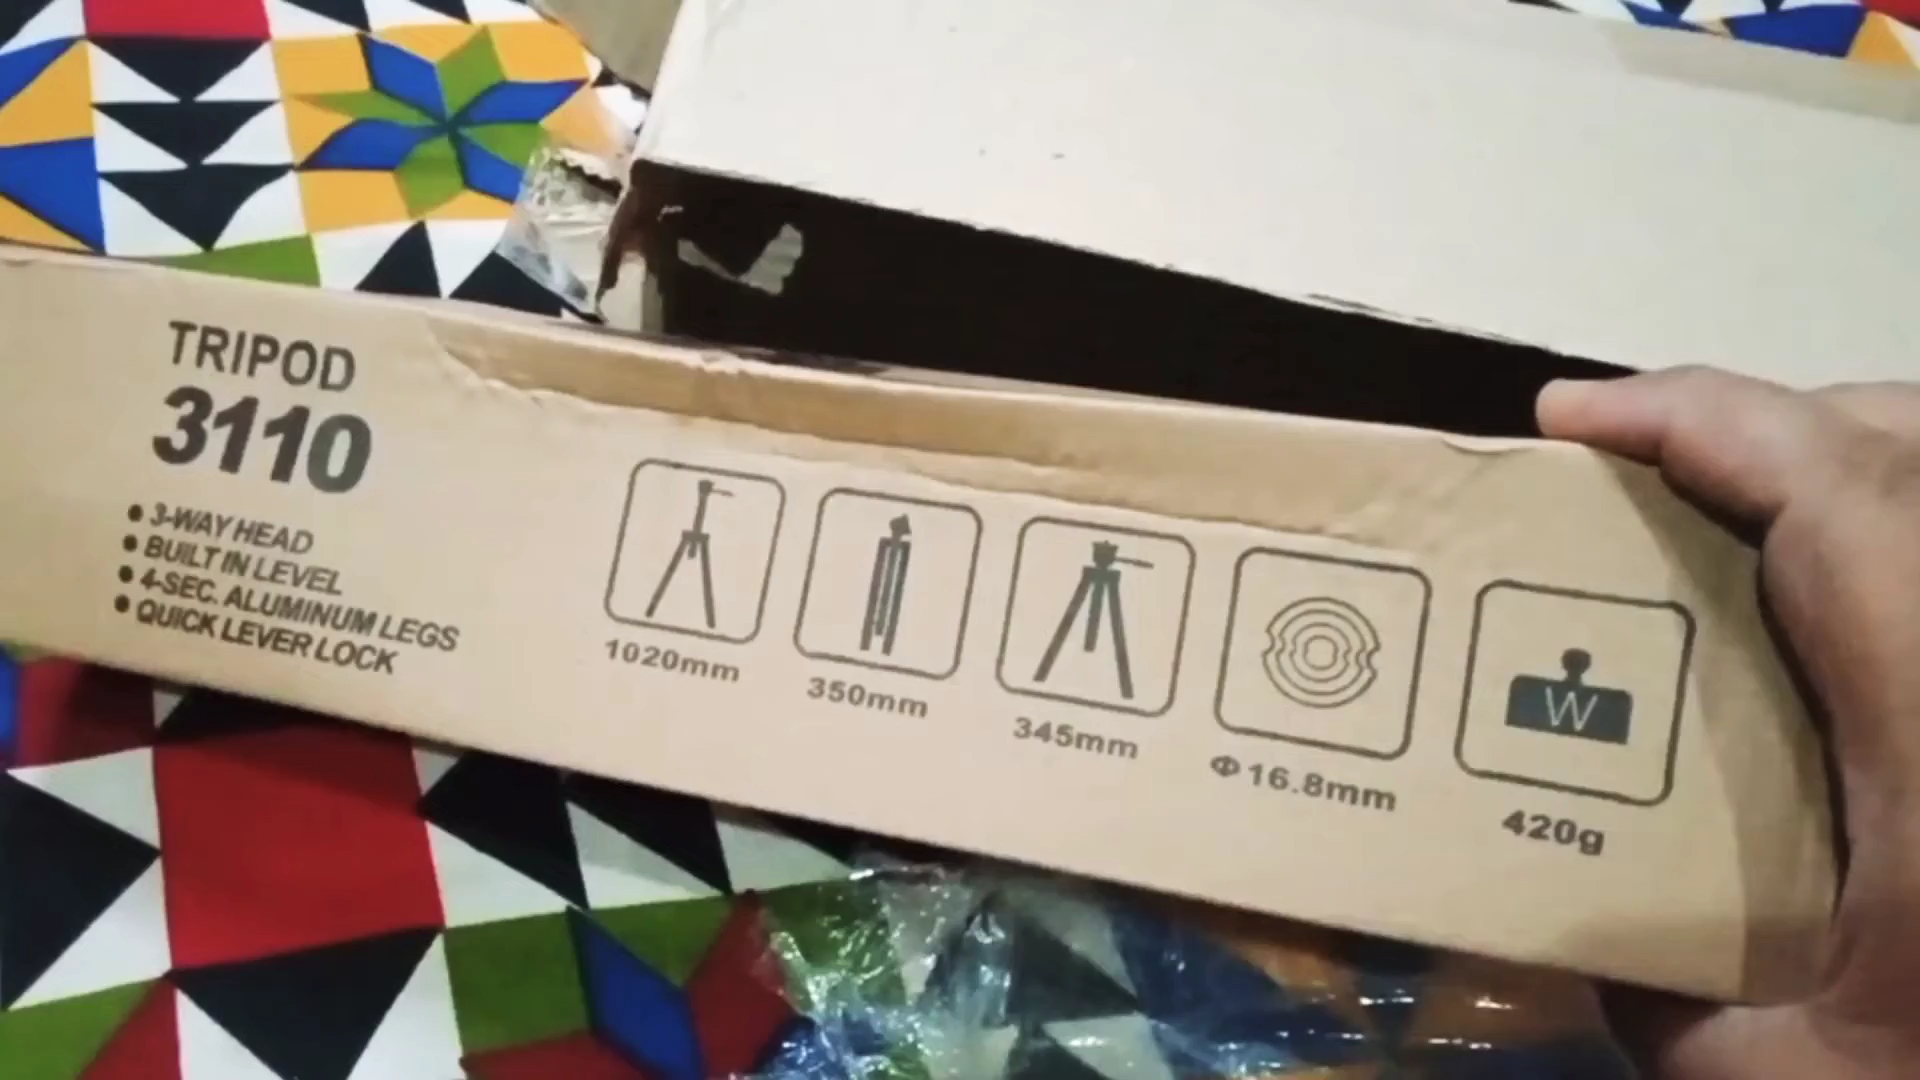 TRIPOD
3110
● 3-WAY HEAD
● BUILT IN LEVEL
● 4-SEC. ALUMINUM LEGS
● QUICK LEVER LOCK
1020mm
350mm
345mm
Φ16.8mm
W
420g